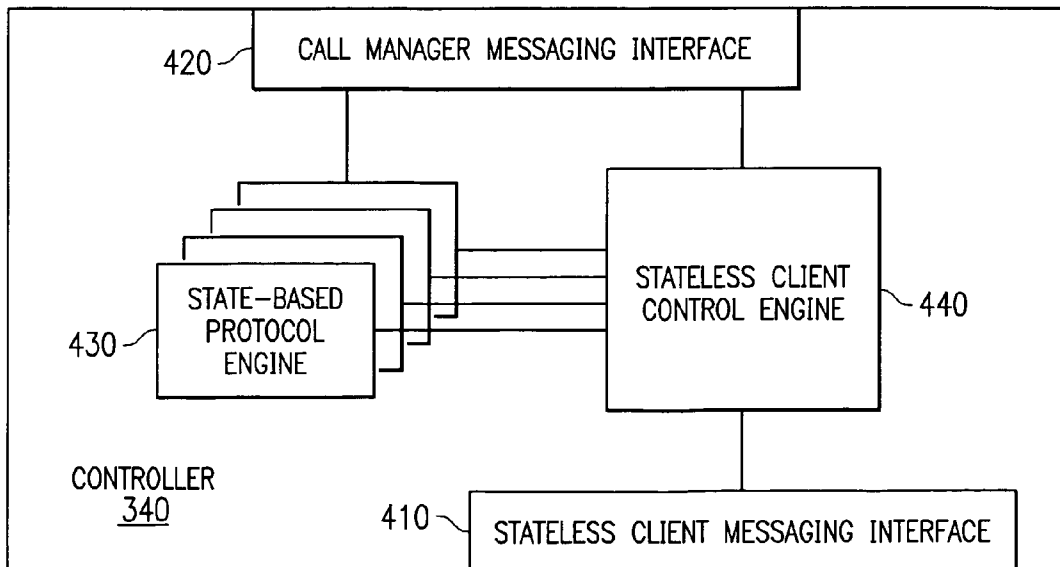 CALL MANAGER MESSAGING INTERFACE
420
STATE-BASED
PROTOCOL
ENGINE
430
STATELESS CLIENT
CONTROL ENGINE
440
CONTROLLER
340
410
STATELESS CLIENT MESSAGING INTERFACE